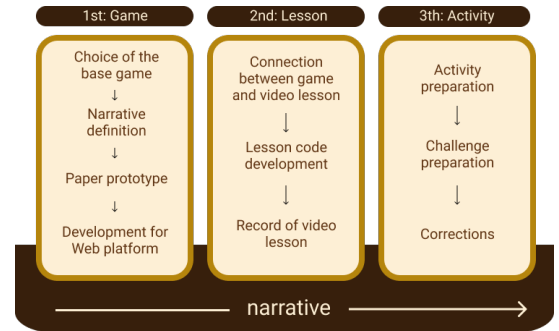 1st: Game
Choice of the
base game
Narrative
definition
Paper prototype
Development for
Web platform
2nd: Lesson
Connection
between game
and video lesson
Lesson code
development
Record of video
lesson
3th: Activity
Activity
preparation
Challenge
preparation
Corrections
narrative